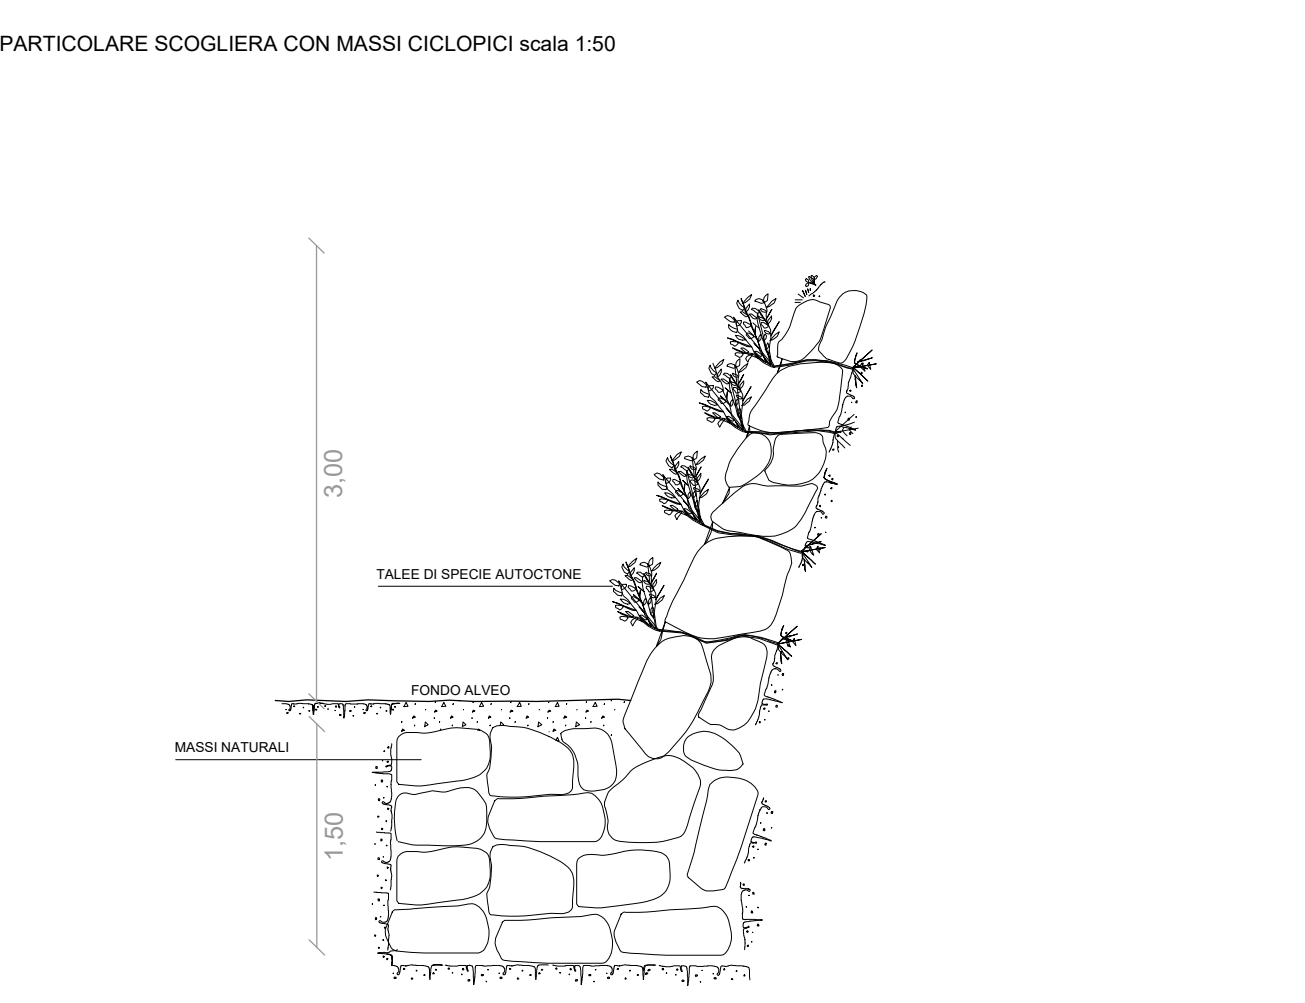 PARTICOLARE SCOGLIERA CON MASSI CICLOPICI scala 1:50
3,00
TALEE DI SPECIE AUTOCTONE
FONDO ALVEO
MASSI NATURALI
1,50